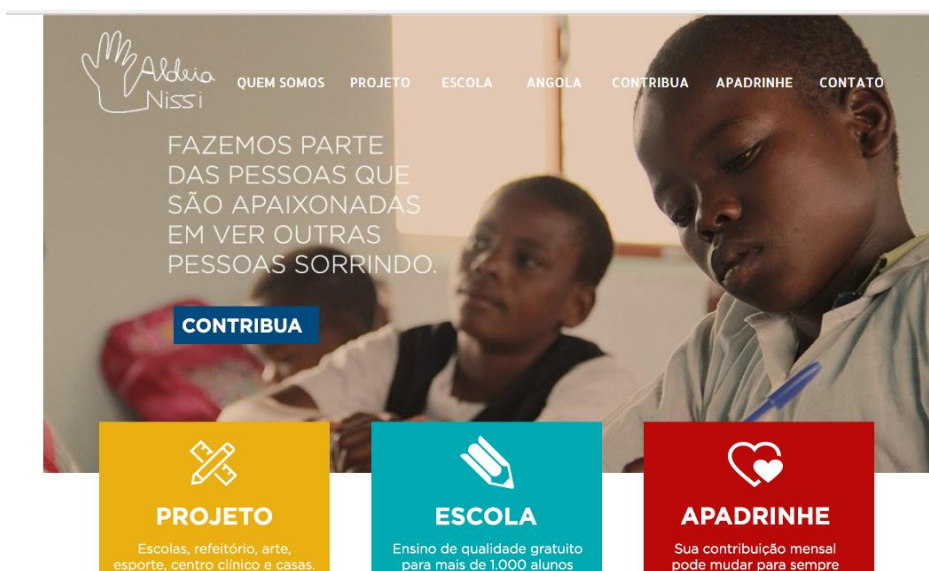 Aldeia
Nissi
QUEM SOMOS PROJETO ESCOLA ANGOLA CONTRIBUA APADRINHE CONTATO
FAZEMOS PARTE
DAS PESSOAS QUE
SÃO APAIXONADAS
EM VER OUTRAS
PESSOAS SORRINDO.
CONTRIBUA
PROJETO
Escolas, refeitório, arte,
esporte, centro clínico e casas.
ESCOLA
Ensino de qualidade gratuito
para mais de 1.000 alunos
APADRINHE
Sua contribuição mensal
pode mudar para sempre